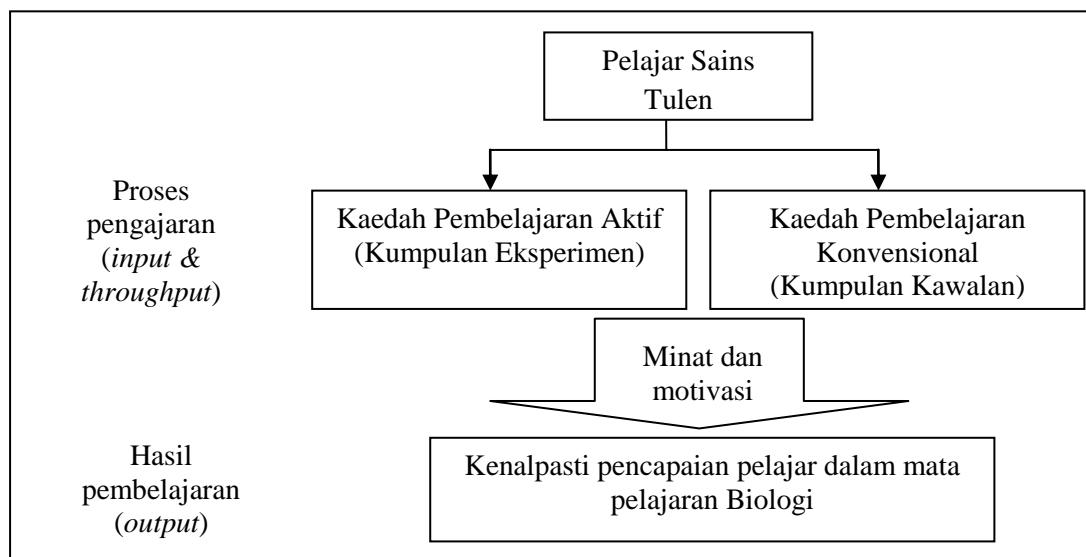 Pelajar Sains
Tulen
Proses
pengajaran
(input &
throughput)
Kaedah Pembelajaran Aktif
(Kumpulan Eksperimen)
Kaedah Pembelajaran
Konvensional
(Kumpulan Kawalan)
Minat dan
motivasi
Hasil
pembelajaran
(output)
Kenalpasti pencapaian pelajar dalam mata
pelajaran Biologi